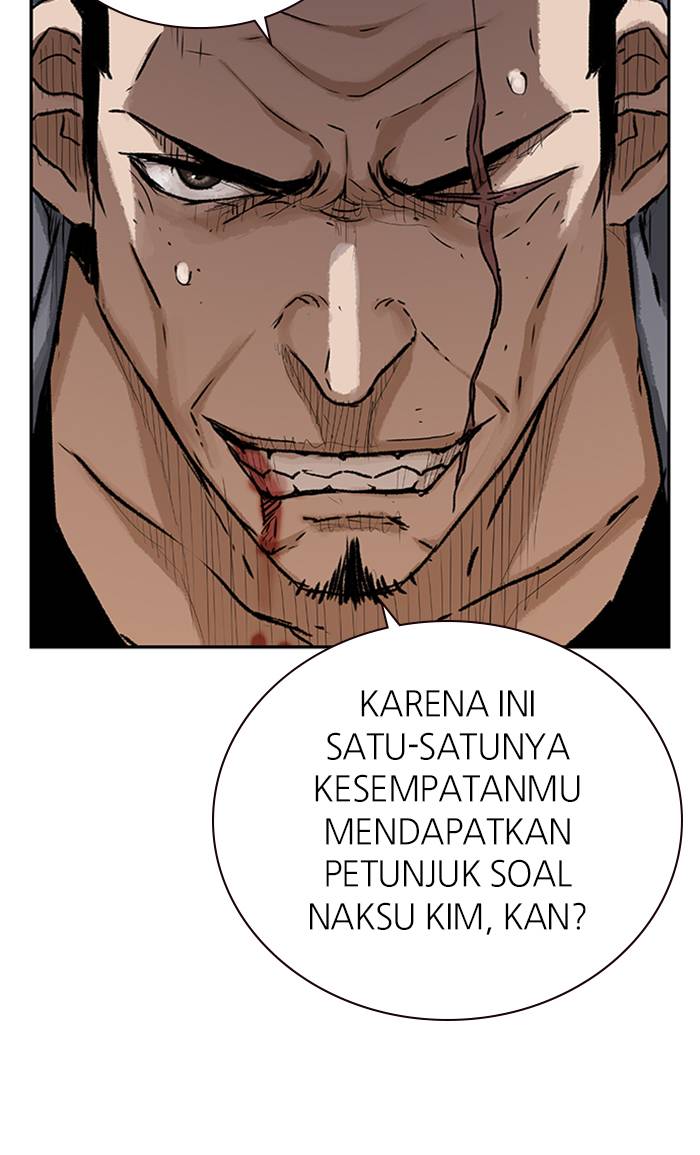 KARENA INI
SATU-SATUNYA
KESEMPATANMU
MENDAPATKAN
PETUNJUK SOAL
NAKSU KIM, KAN?